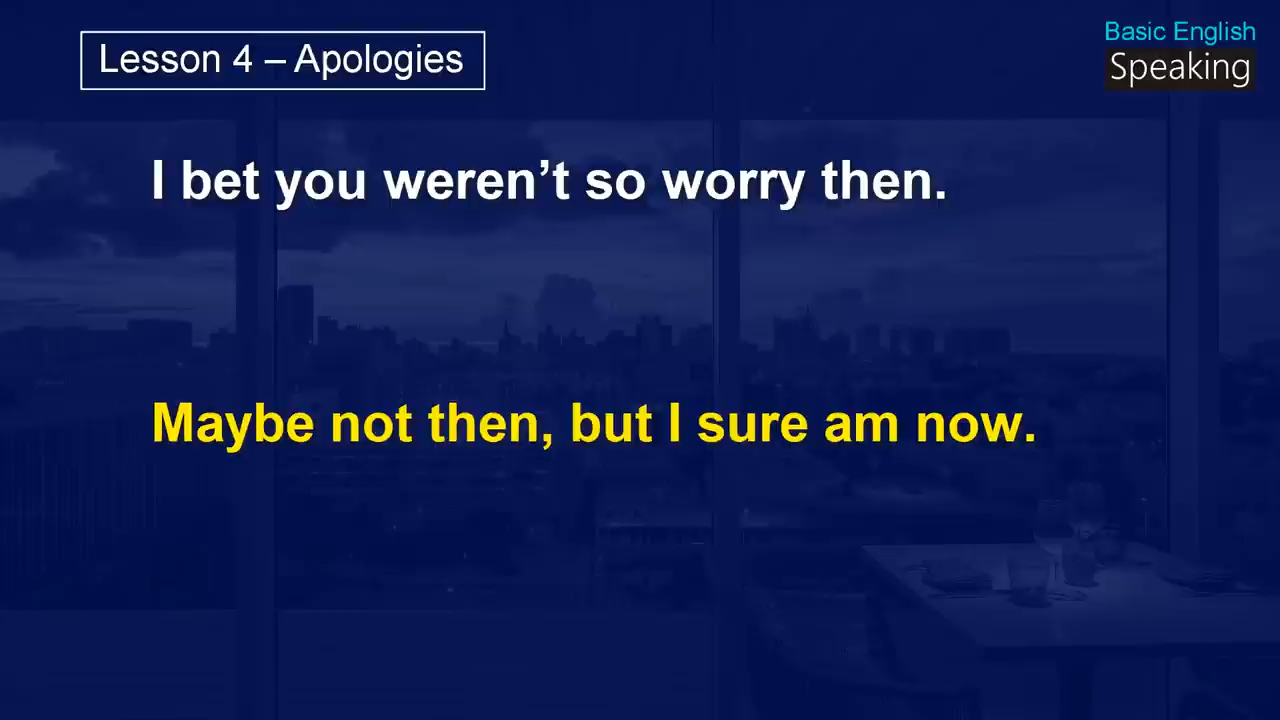 Lesson 4 – Apologies
Basic English
Speaking
I bet you weren’t so worry then.
Maybe not then, but I sure am now.